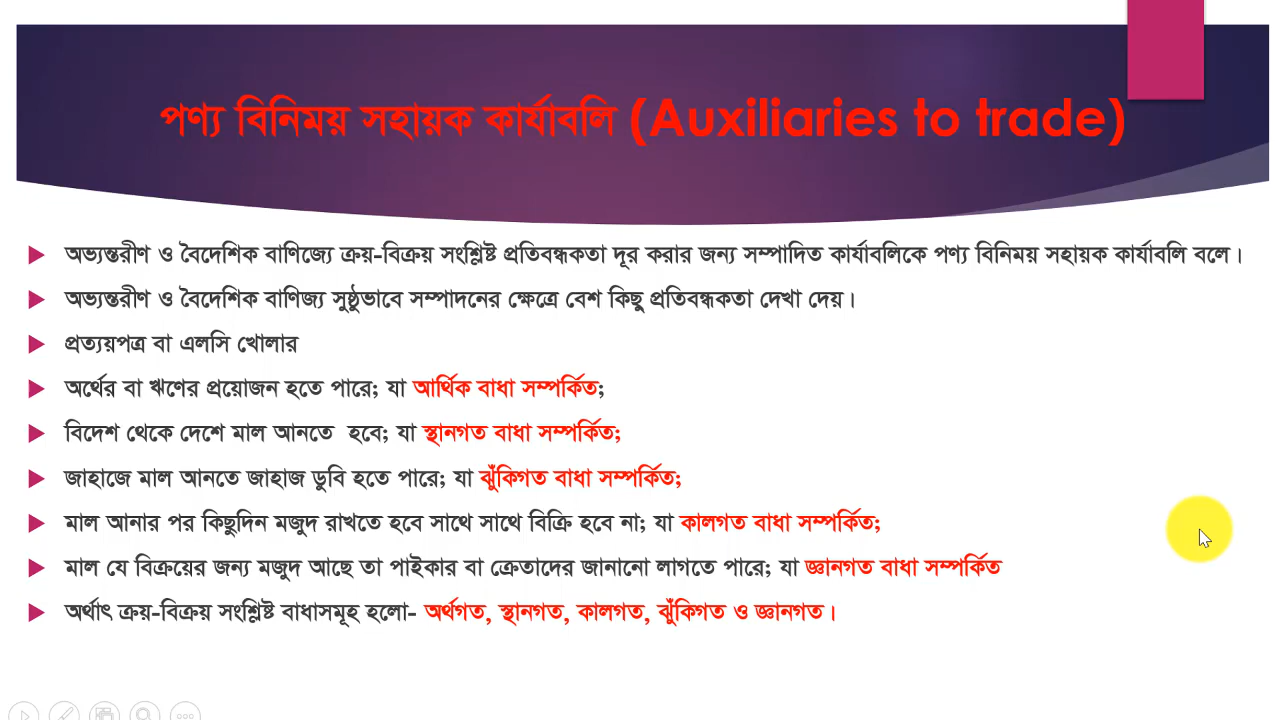 পণ্য বিনিময় সহায়ক কার্যাবলি (Auxiliaries to trade)
অভ্যন্তরীণ ও বৈদেশিক বাণিজ্যে ক্রয়-বিক্রয় সংশ্লিষ্ট প্রতিবন্ধকতা দূর করার জন্য সম্পাদিত কার্যাবলিকে পণ্য বিনিময় সহায়ক কার্যাবলি বলে।
অভ্যন্তরীণ ও বৈদেশিক বাণিজ্য সুষ্ঠুভাবে সম্পাদনের ক্ষেত্রে বেশ কিছু প্রতিবন্ধকতা দেখা দেয়।
প্রত্যয়পত্র বা এলসি খোলার
অর্থের বা ঋণের প্রয়োজন হতে পারে; যা আর্থিক বাধা সম্পর্কিত;
বিদেশ থেকে দেশে মাল আনতে হবে; যা স্থানগত বাধা সম্পর্কিত;
জাহাজে মাল আনতে জাহাজ ডুবি হতে পারে; যা ঝুঁকিগত বাধা সম্পর্কিত;
মাল আনার পর কিছুদিন মজুদ রাখতে হবে সাথে সাথে বিক্রি হবে না; যা কালগত বাধা সম্পর্কিত;
মাল যে বিক্রয়ের জন্য মজুদ আছে তা পাইকার বা ক্রেতাদের জানানো লাগতে পারে; যা জ্ঞানগত বাধা সম্পর্কিত
অর্থাৎ ক্রয়-বিক্রয় সংশ্লিষ্ট বাধাসমূহ হলো- অর্থগত, স্থানগত, কালগত, ঝুঁকিগত ও জ্ঞানগত।